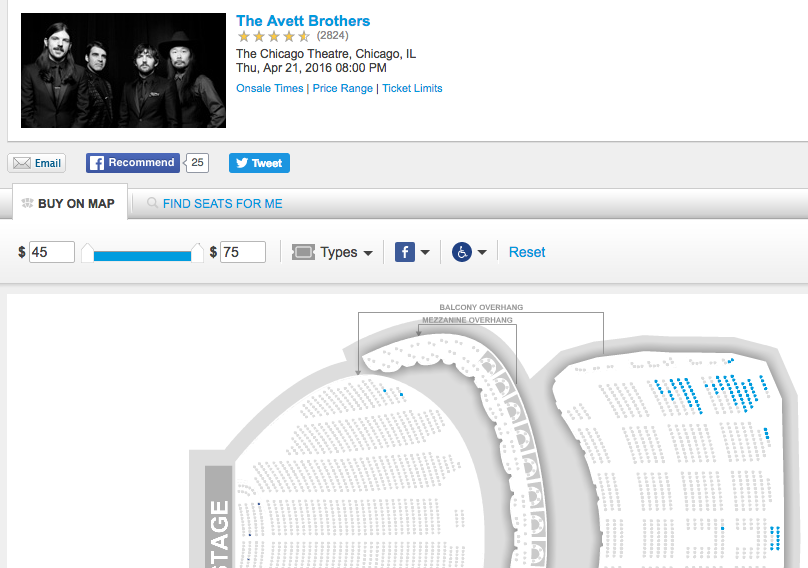 The Avett Brothers
(2824)
The Chicago Theatre, Chicago, IL
Thu, Apr 21, 2016 08:00 PM
Onsale Times | Price Range | Ticket Limits
Email
f Recommend 25
Tweet
BUY ON MAP
FIND SEATS FOR ME
$ 45 $ 75 Types f Reset
BALCONY OVERHANG
MEZZANINE OVERHANG
STAGE